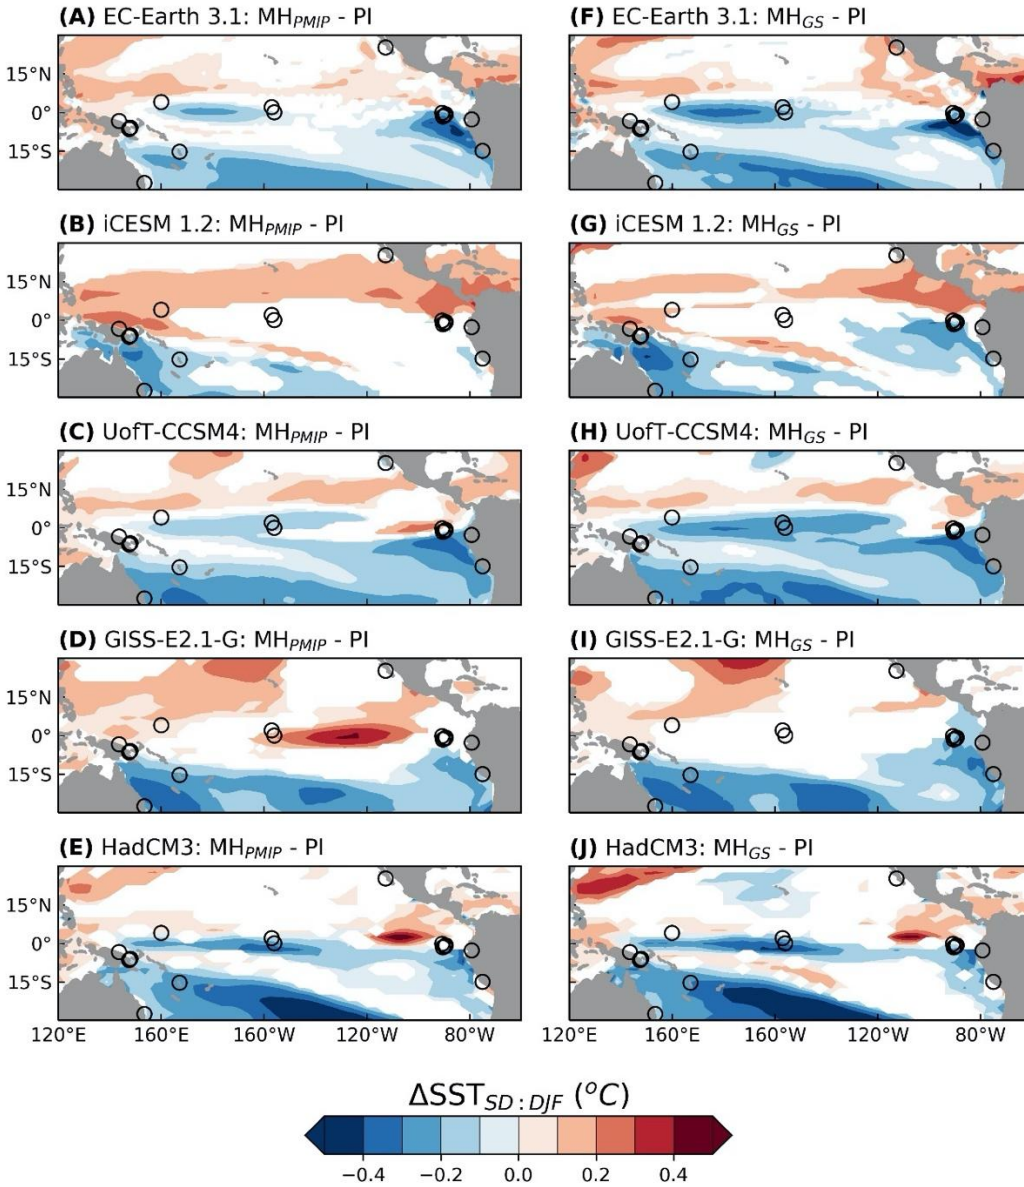 (A) EC-Earth 3.1: MH_PMIP - PI
(F) EC-Earth 3.1: MH_GS - PI
15°N
0°
15°S
(B) iCESM 1.2: MH_PMIP - PI
(G) iCESM 1.2: MH_GS - PI
15°N
0°
15°S
(C) UofT-CCSM4: MH_PMIP - PI
(H) UofT-CCSM4: MH_GS - PI
15°N
0°
15°S
(D) GISS-E2.1-G: MH_PMIP - PI
(I) GISS-E2.1-G: MH_GS - PI
15°N
0°
15°S
(E) HadCM3: MH_PMIP - PI
(J) HadCM3: MH_GS - PI
15°N
0°
15°S
120°E 160°E 160°W 120°W 80°W 120°E 160°E 160°W 120°W 80°W
ΔSST_SD:DJF (°C)
−0.4 −0.2 0.0 0.2 0.4